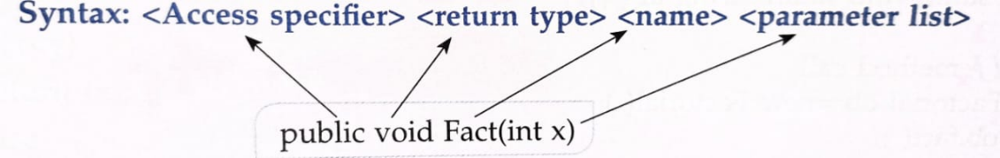 Syntax: <Access specifier> <return type> <name> <parameter list>
public void Fact(int x)